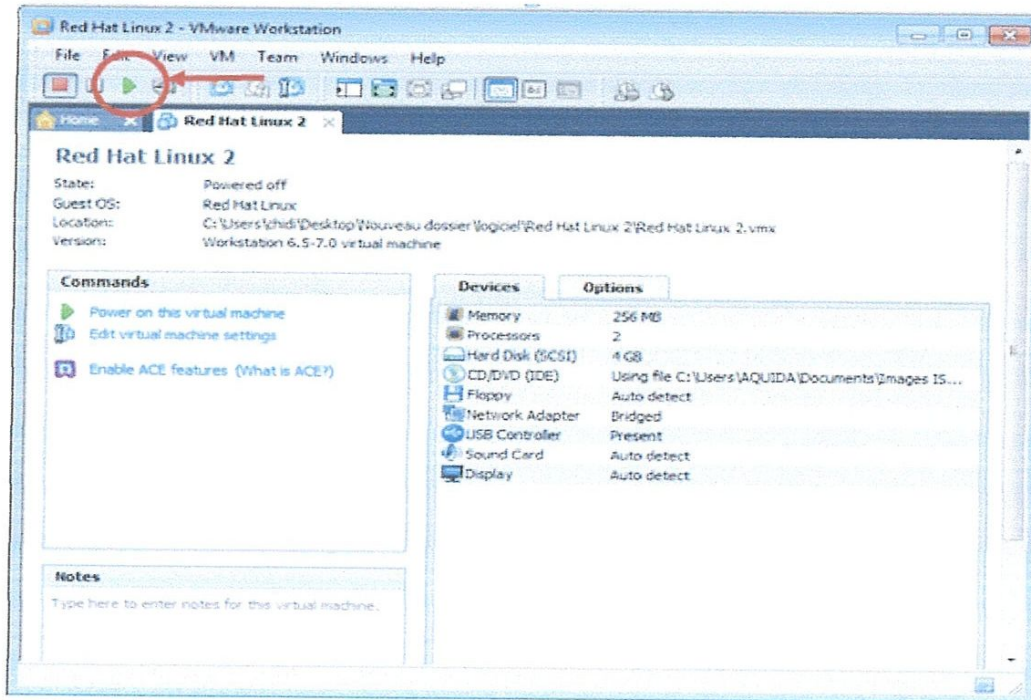 Red Hat Linux 2 - VMware Workstation
File Edit View VM Team Windows Help
Home Red Hat Linux 2
Red Hat Linux 2
State: Powered off
Guest OS: Red Hat Linux
Location: C:\Users\chidi\Desktop\Nouveau dossier\logiciel\Red Hat Linux 2\Red Hat Linux 2.vmx
Version: Workstation 6.5-7.0 virtual machine
Commands
Power on this virtual machine
Edit virtual machine settings
Enable ACE features (What is ACE?)
Devices Options
Memory 256 MB
Processors 2
Hard Disk (SCSI) 4 GB
CD/DVD (IDE) Using file C:\Users\AQUIDA\Documents\Images IS...
Floppy Auto detect
Network Adapter Bridged
USB Controller Present
Sound Card Auto detect
Display Auto detect
Notes
Type here to enter notes for this virtual machine.